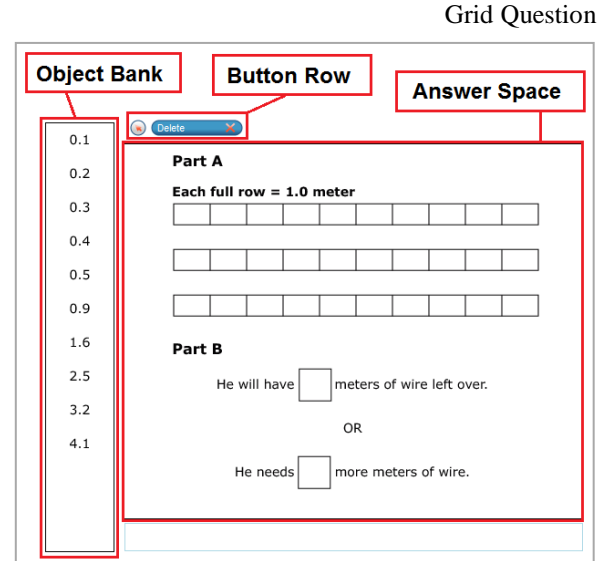 Grid Question
Object Bank
Button Row
Answer Space
Delete
0.1
0.2
0.3
0.4
0.5
0.9
1.6
2.5
3.2
4.1
Part A
Each full row = 1.0 meter
Part B
He will have meters of wire left over.
OR
He needs more meters of wire.